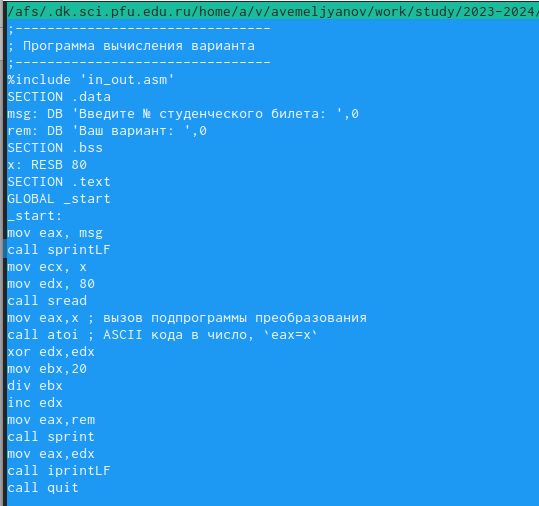 /afs/.dk.sci.pfu.edu.ru/home/a/v/avemeljyanov/work/study/2023-2024/
;--------------------------------
; Программа вычисления варианта
;--------------------------------
%include 'in_out.asm'
SECTION .data
msg: DB 'Введите № студенческого билета: ',0
rem: DB 'Ваш вариант: ',0
SECTION .bss
x: RESB 80
SECTION .text
GLOBAL _start
_start:
mov eax, msg
call sprintLF
mov ecx, x
mov edx, 80
call sread
mov eax,x ; вызов подпрограммы преобразования
call atoi ; ASCII кода в число, `eax=x`
xor edx,edx
mov ebx,20
div ebx
inc edx
mov eax,rem
call sprint
mov eax,edx
call iprintLF
call quit